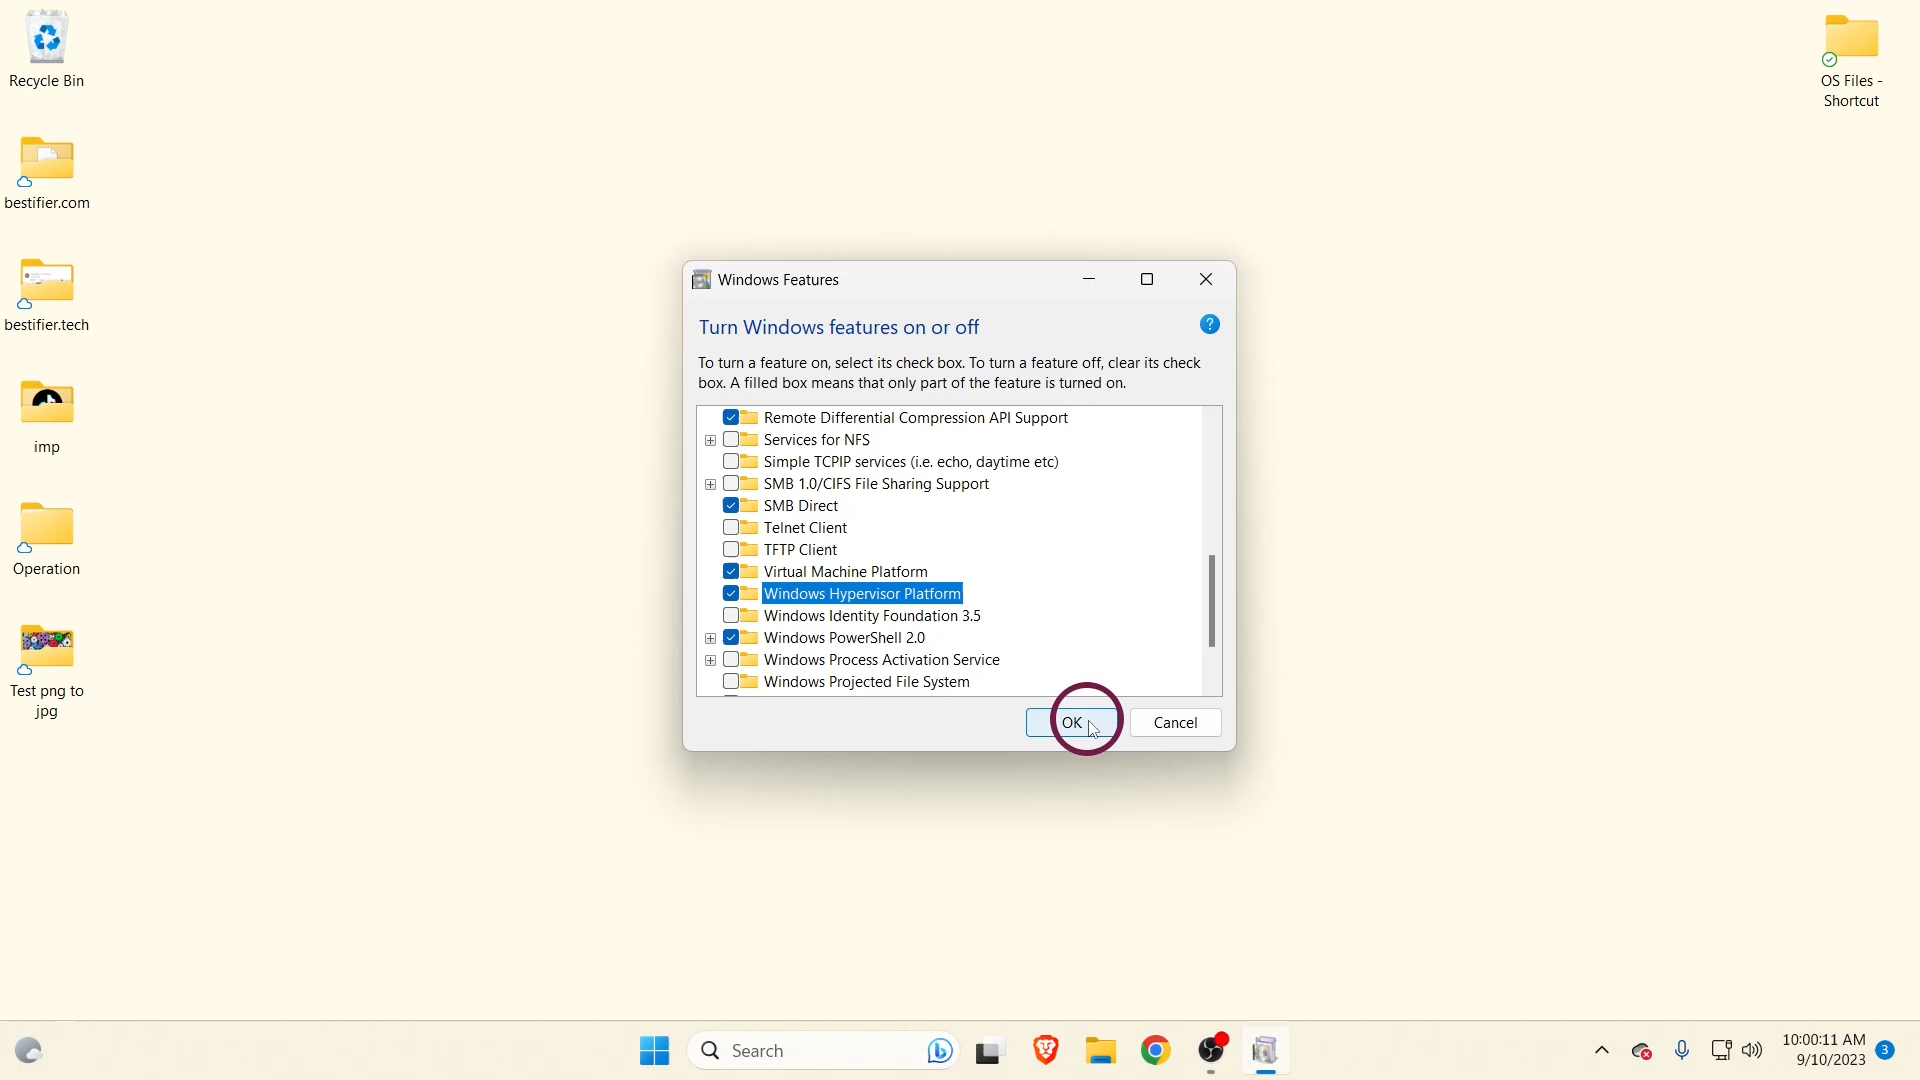 Recycle Bin
bestifier.com
bestifier.tech
imp
Operation
Test png to
jpg
OS Files -
Shortcut
Windows Features
Turn Windows features on or off
?
To turn a feature on, select its check box. To turn a feature off, clear its check
box. A filled box means that only part of the feature is turned on.
Remote Differential Compression API Support
Services for NFS
Simple TCPIP services (i.e. echo, daytime etc)
SMB 1.0/CIFS File Sharing Support
SMB Direct
Telnet Client
TFTP Client
Virtual Machine Platform
Windows Hypervisor Platform
Windows Identity Foundation 3.5
Windows PowerShell 2.0
Windows Process Activation Service
Windows Projected File System
OK
Cancel
Search
10:00:11 AM
9/10/2023
3